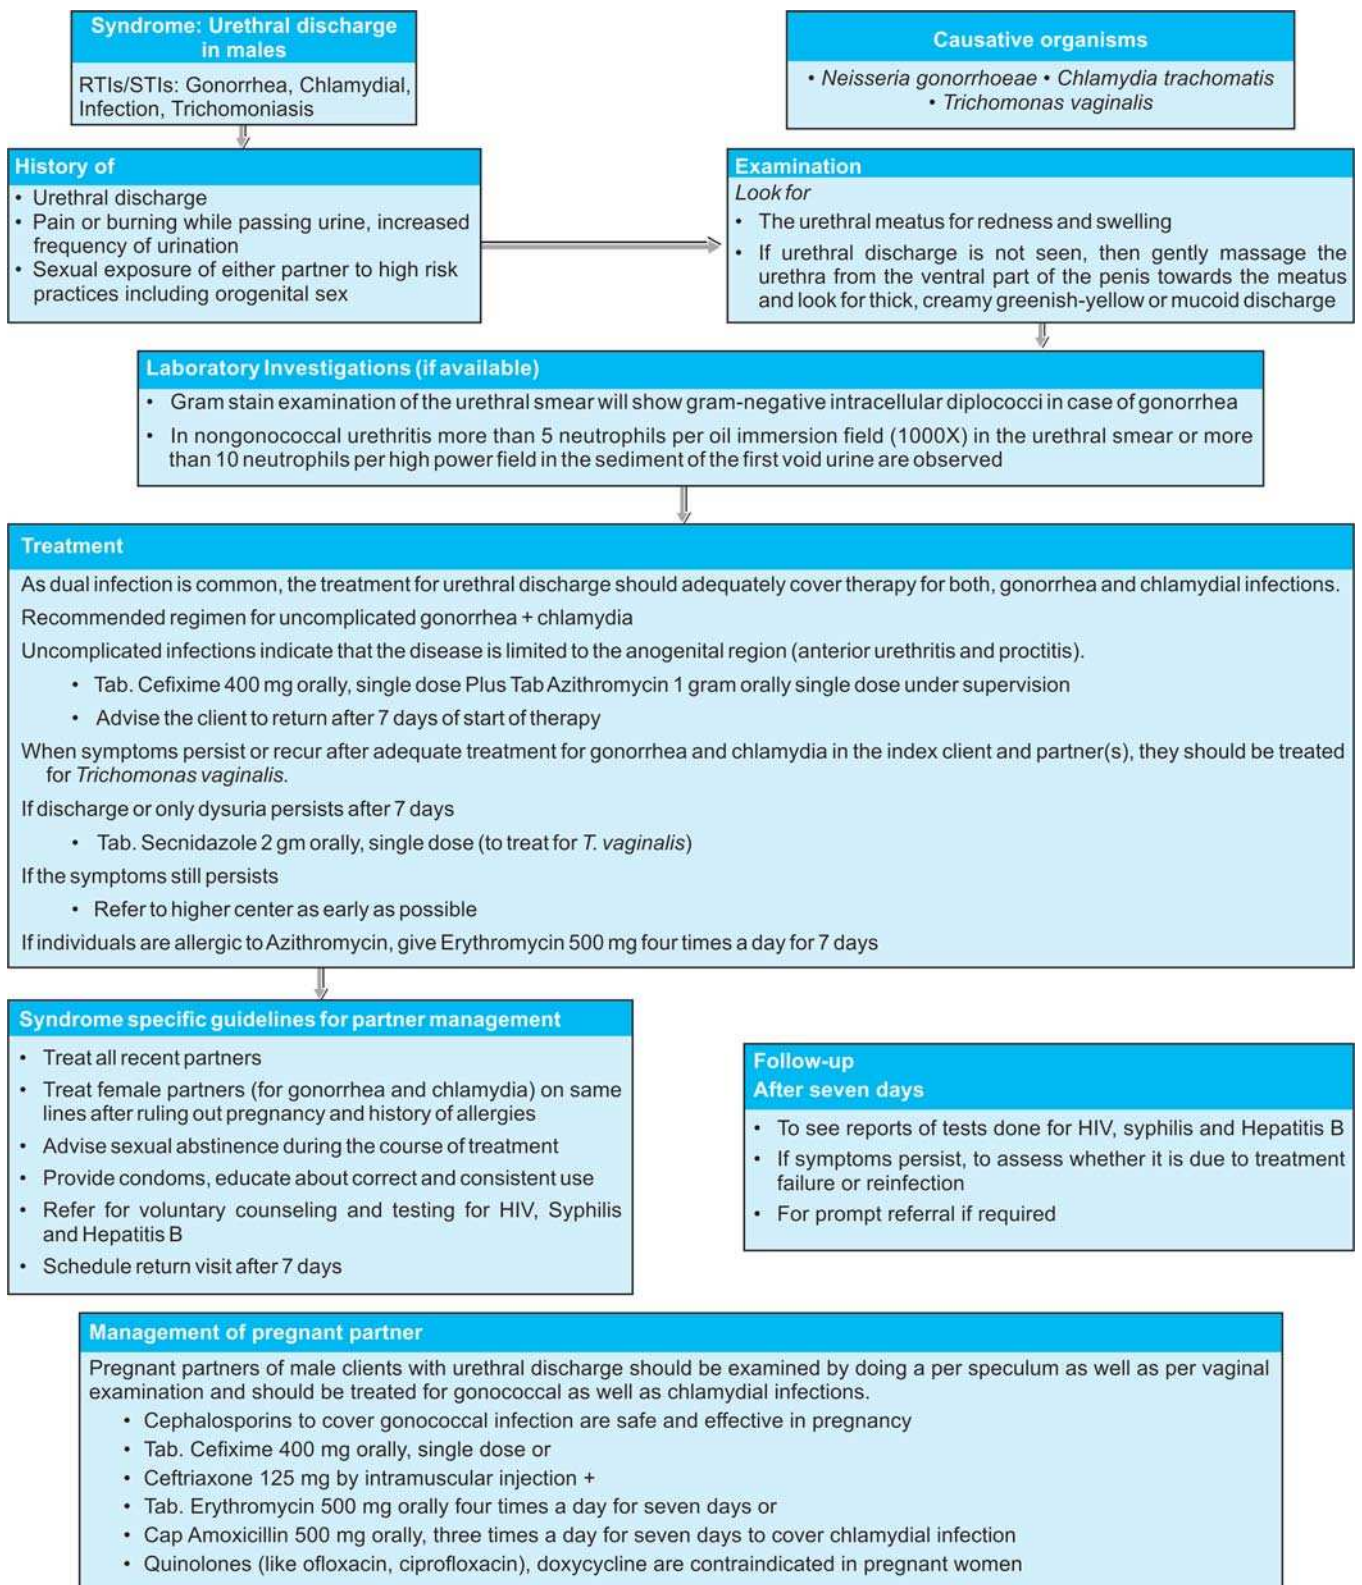 Syndrome: Urethral discharge
in males
RTIs/STIs: Gonorrhea, Chlamydial,
Infection, Trichomoniasis
Causative organisms
• Neisseria gonorrhoeae • Chlamydia trachomatis
• Trichomonas vaginalis
History of
• Urethral discharge
• Pain or burning while passing urine, increased
frequency of urination
• Sexual exposure of either partner to high risk
practices including orogenital sex
Examination
Look for
• The urethral meatus for redness and swelling
• If urethral discharge is not seen, then gently massage the
urethra from the ventral part of the penis towards the meatus
and look for thick, creamy greenish-yellow or mucoid discharge
Laboratory Investigations (if available)
• Gram stain examination of the urethral smear will show gram-negative intracellular diplococci in case of gonorrhea
• In nongonococcal urethritis more than 5 neutrophils per oil immersion field (1000X) in the urethral smear or more
than 10 neutrophils per high power field in the sediment of the first void urine are observed
Treatment
As dual infection is common, the treatment for urethral discharge should adequately cover therapy for both, gonorrhea and chlamydial infections.
Recommended regimen for uncomplicated gonorrhea + chlamydia
Uncomplicated infections indicate that the disease is limited to the anogenital region (anterior urethritis and proctitis).
• Tab. Cefixime 400 mg orally, single dose Plus Tab Azithromycin 1 gram orally single dose under supervision
• Advise the client to return after 7 days of start of therapy
When symptoms persist or recur after adequate treatment for gonorrhea and chlamydia in the index client and partner(s), they should be treated
for Trichomonas vaginalis.
If discharge or only dysuria persists after 7 days
• Tab. Secnidazole 2 gm orally, single dose (to treat for T. vaginalis)
If the symptoms still persists
• Refer to higher center as early as possible
If individuals are allergic to Azithromycin, give Erythromycin 500 mg four times a day for 7 days
Syndrome specific guidelines for partner management
• Treat all recent partners
• Treat female partners (for gonorrhea and chlamydia) on same
lines after ruling out pregnancy and history of allergies
• Advise sexual abstinence during the course of treatment
• Provide condoms, educate about correct and consistent use
• Refer for voluntary counseling and testing for HIV, Syphilis
and Hepatitis B
• Schedule return visit after 7 days
Follow-up
After seven days
• To see reports of tests done for HIV, syphilis and Hepatitis B
• If symptoms persist, to assess whether it is due to treatment
failure or reinfection
• For prompt referral if required
Management of pregnant partner
Pregnant partners of male clients with urethral discharge should be examined by doing a per speculum as well as per vaginal
examination and should be treated for gonococcal as well as chlamydial infections.
• Cephalosporins to cover gonococcal infection are safe and effective in pregnancy
• Tab. Cefixime 400 mg orally, single dose or
• Ceftriaxone 125 mg by intramuscular injection +
• Tab. Erythromycin 500 mg orally four times a day for seven days or
• Cap Amoxicillin 500 mg orally, three times a day for seven days to cover chlamydial infection
• Quinolones (like ofloxacin, ciprofloxacin), doxycycline are contraindicated in pregnant women